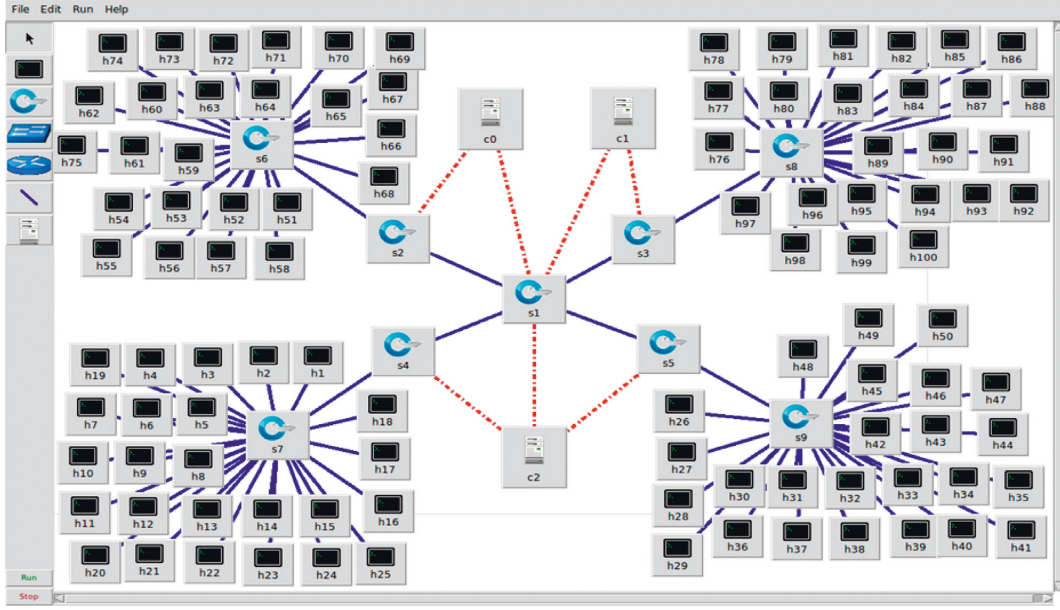 File Edit Run Help
h74 h73 h72 h71 h70 h69
h78 h79 h81 h82 h85 h86
h62 h60 h63 h64 h65 h67
h77 h80 h83 h84 h87 h88
c0 c1
h75 h61 h59 s6 h66
h76 s8 h89 h90 h91
h68
h54 h53 h52 h51
h97 h96 h95 h94 h93 h92
s2 s3
h55 h56 h57 h58
h98 h99 h100
s1
h49 h50
s4 s5
h19 h4 h3 h2 h1
h48 h45 h46 h47
h7 h6 h5 h18
h26 s9 h42 h43 h44
s7
h10 h9 h8 h17
h27
c2
h30 h31 h32 h33 h34 h35
h11 h12 h13 h14 h15 h16
h28
h36 h37 h38 h39 h40 h41
h29
h20 h21 h22 h23 h24 h25
Run
Stop